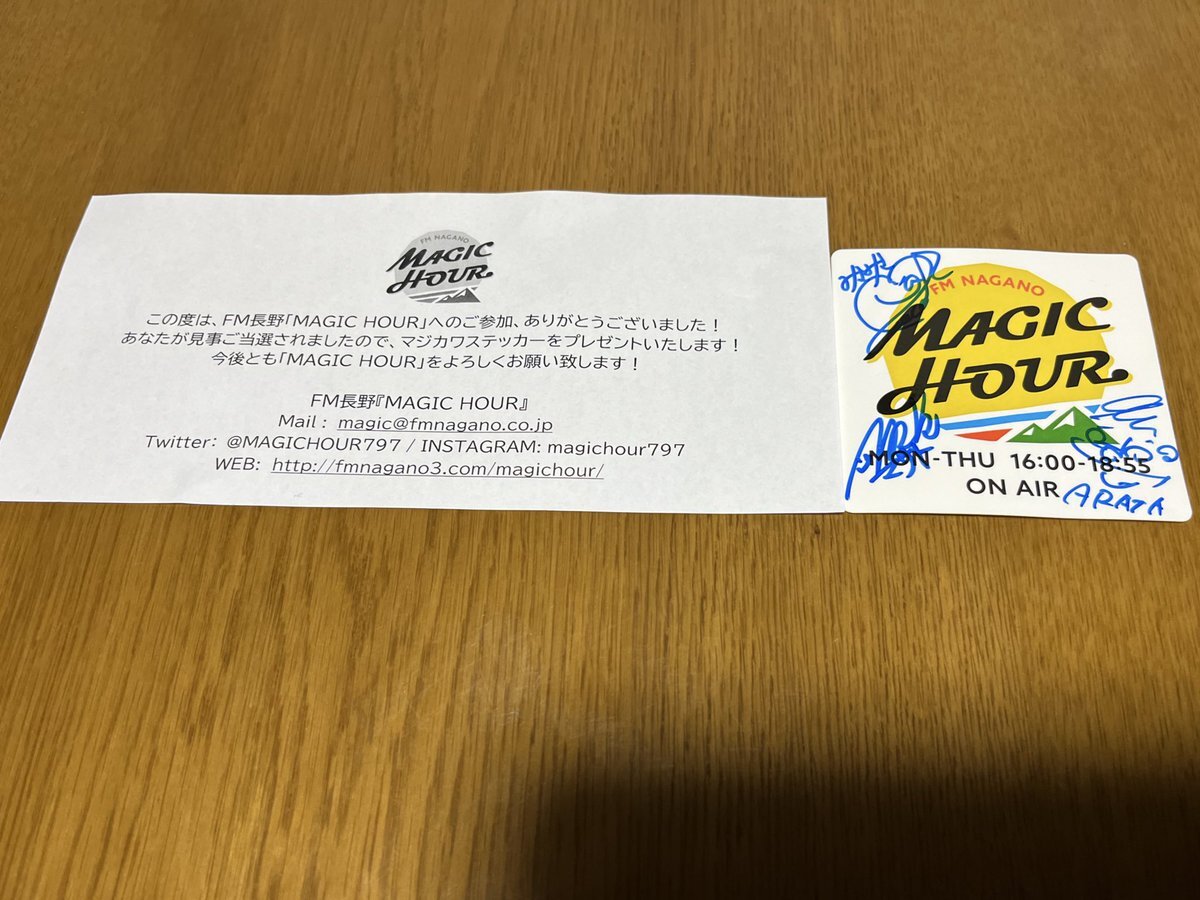 FM NAGANO
MAGIC
HOUR
この度は、FM長野「MAGIC HOUR」へのご参加、ありがとうございました！
あなたが見事ご当選されましたので、マジカワステッカーをプレゼントいたします！
今後とも「MAGIC HOUR」をよろしくお願い致します！
FM長野『MAGIC HOUR』
Mail： magic@fmnagano.co.jp
Twitter： @MAGICHOUR797 / INSTAGRAM: magichour797
WEB: http://fmnagano3.com/magichour/
FM NAGANO
MAGIC
HOUR
MON-THU 16:00-18:55
ON AIR
ARATA